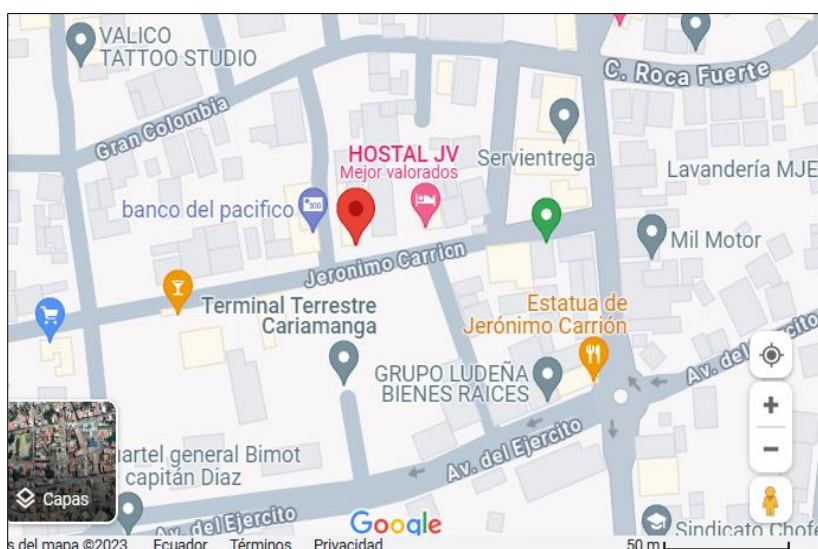 VALICO
TATTOO STUDIO
C. Roca Fuerte
Gran Colombia
HOSTAL JV
Mejor valorados
Servientrega
Lavandería MJE
banco del pacifico
Mil Motor
Jeronimo Carrion
Terminal Terrestre
Cariamanga
Estatua de
Jerónimo Carrión
Av. del Ejercito
GRUPO LUDEÑA
BIENES RAICES
uartel general Bimot
capitán Diaz
Av. del Ejercito
Capas
Av. del Ejercito
Google
Sindicato Chofe
s del mapa ©2023 Ecuador Términos Privacidad 50 m